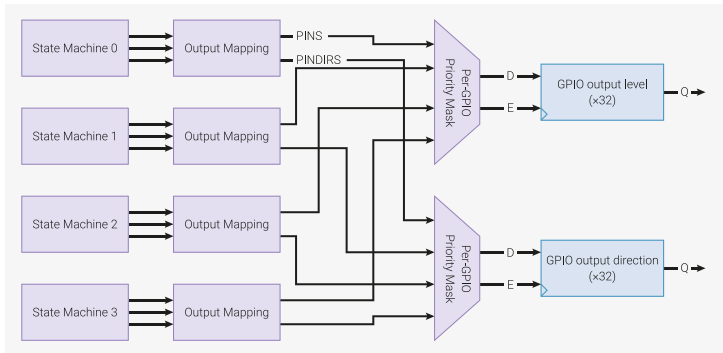 State Machine 0
Output Mapping
PINS
PINDIRS
Per-GPIO
Priority Mask
D
E
GPIO output level
(×32)
Q
State Machine 1
Output Mapping
State Machine 2
Output Mapping
Per-GPIO
Priority Mask
D
E
GPIO output direction
(×32)
Q
State Machine 3
Output Mapping